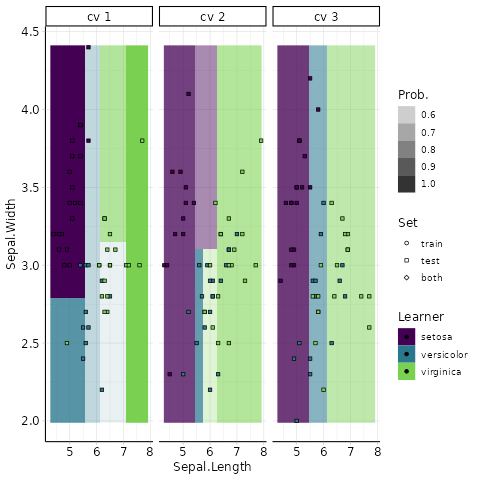 cv 1 cv 2 cv 3
4.5
4.0
3.5
3.0
2.5
2.0
Sepal.Width
5 6 7 8 5 6 7 8 5 6 7 8
Sepal.Length
Prob.
0.6
0.7
0.8
0.9
1.0
Set
train
test
both
Learner
setosa
versicolor
virginica